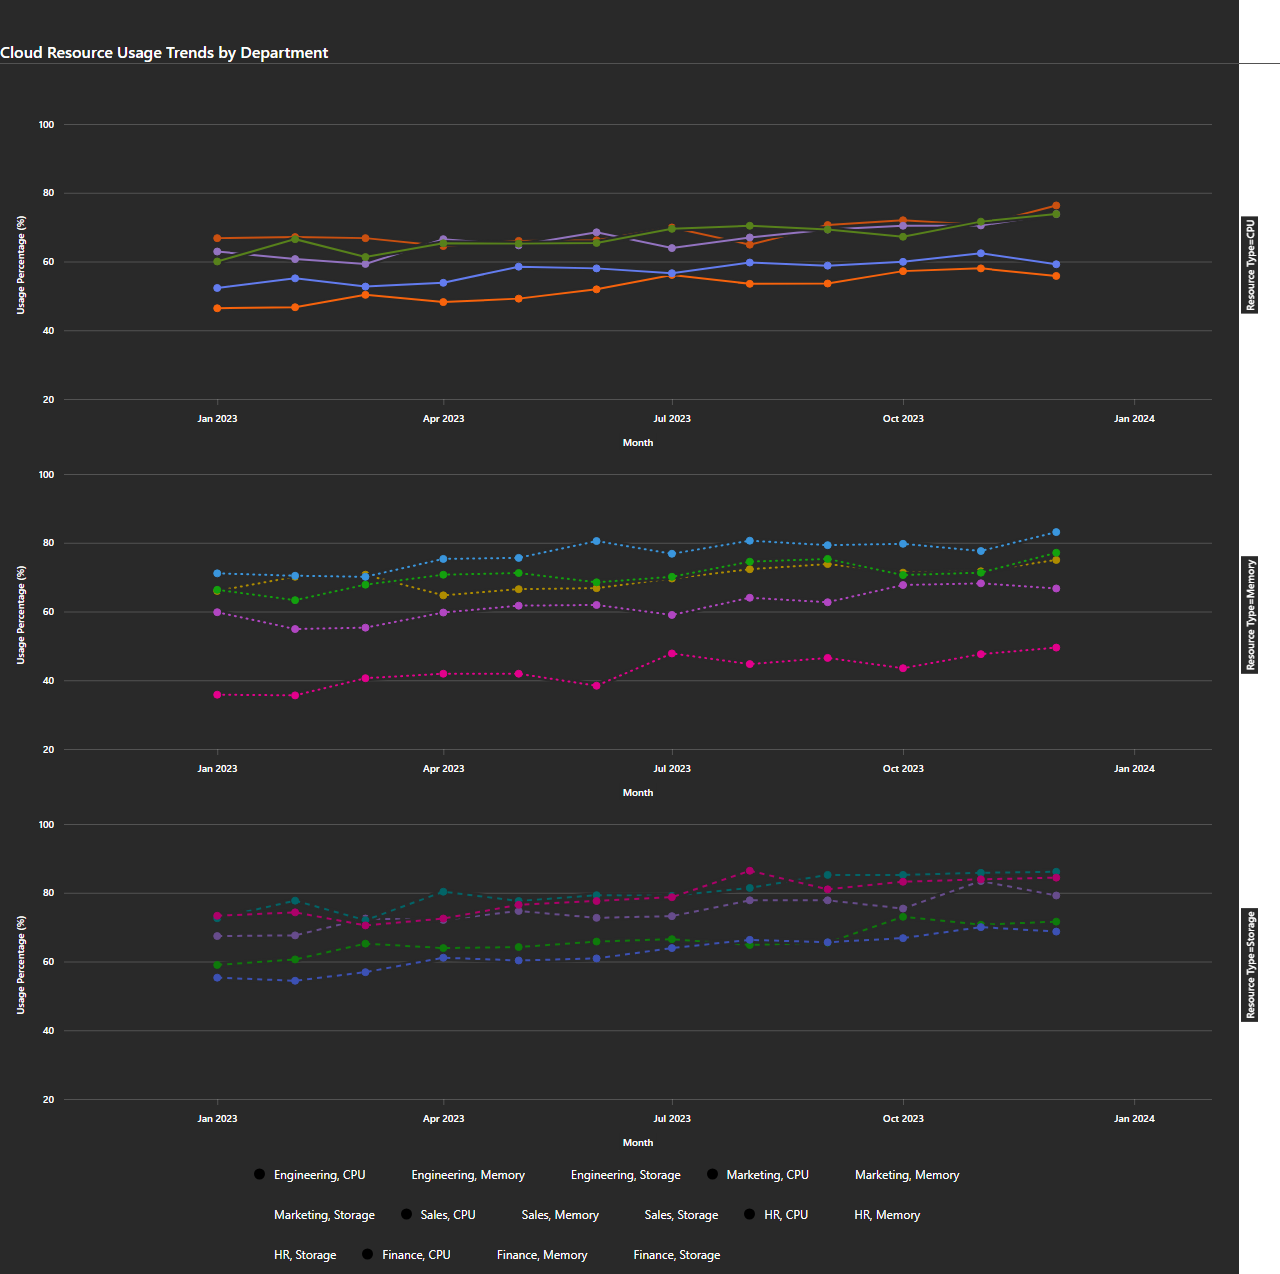 Cloud Resource Usage Trends by Department
100
80
60
40
20
Usage Percentage (%)
Jan 2023
Apr 2023
Jul 2023
Oct 2023
Jan 2024
Month
Resource Type=CPU
100
80
60
40
20
Usage Percentage (%)
Jan 2023
Apr 2023
Jul 2023
Oct 2023
Jan 2024
Month
Resource Type=Memory
100
80
60
40
20
Usage Percentage (%)
Jan 2023
Apr 2023
Jul 2023
Oct 2023
Jan 2024
Month
Resource Type=Storage
Engineering, CPU Engineering, Memory Engineering, Storage Marketing, CPU Marketing, Memory
Marketing, Storage Sales, CPU Sales, Memory Sales, Storage HR, CPU HR, Memory
HR, Storage Finance, CPU Finance, Memory Finance, Storage